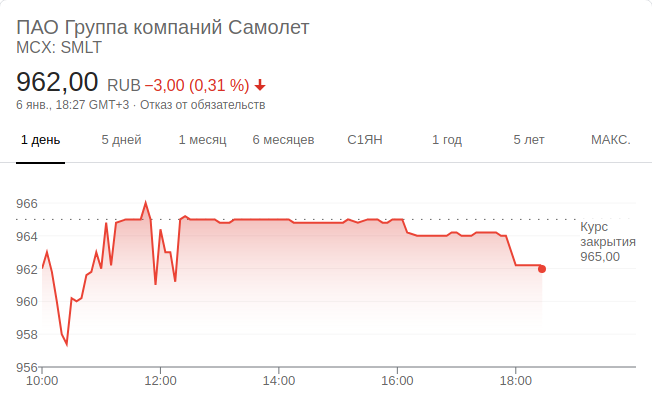 ПАО Группа компаний Самолет
MCX: SMLT
962,00 RUB −3,00 (0,31 %)
6 янв., 18:27 GMT+3 · Отказ от обязательств
1 день 5 дней 1 месяц 6 месяцев С1ЯН 1 год 5 лет МАКС.
966
964
962
960
958
956
Курс
закрытия
965,00
10:00 12:00 14:00 16:00 18:00